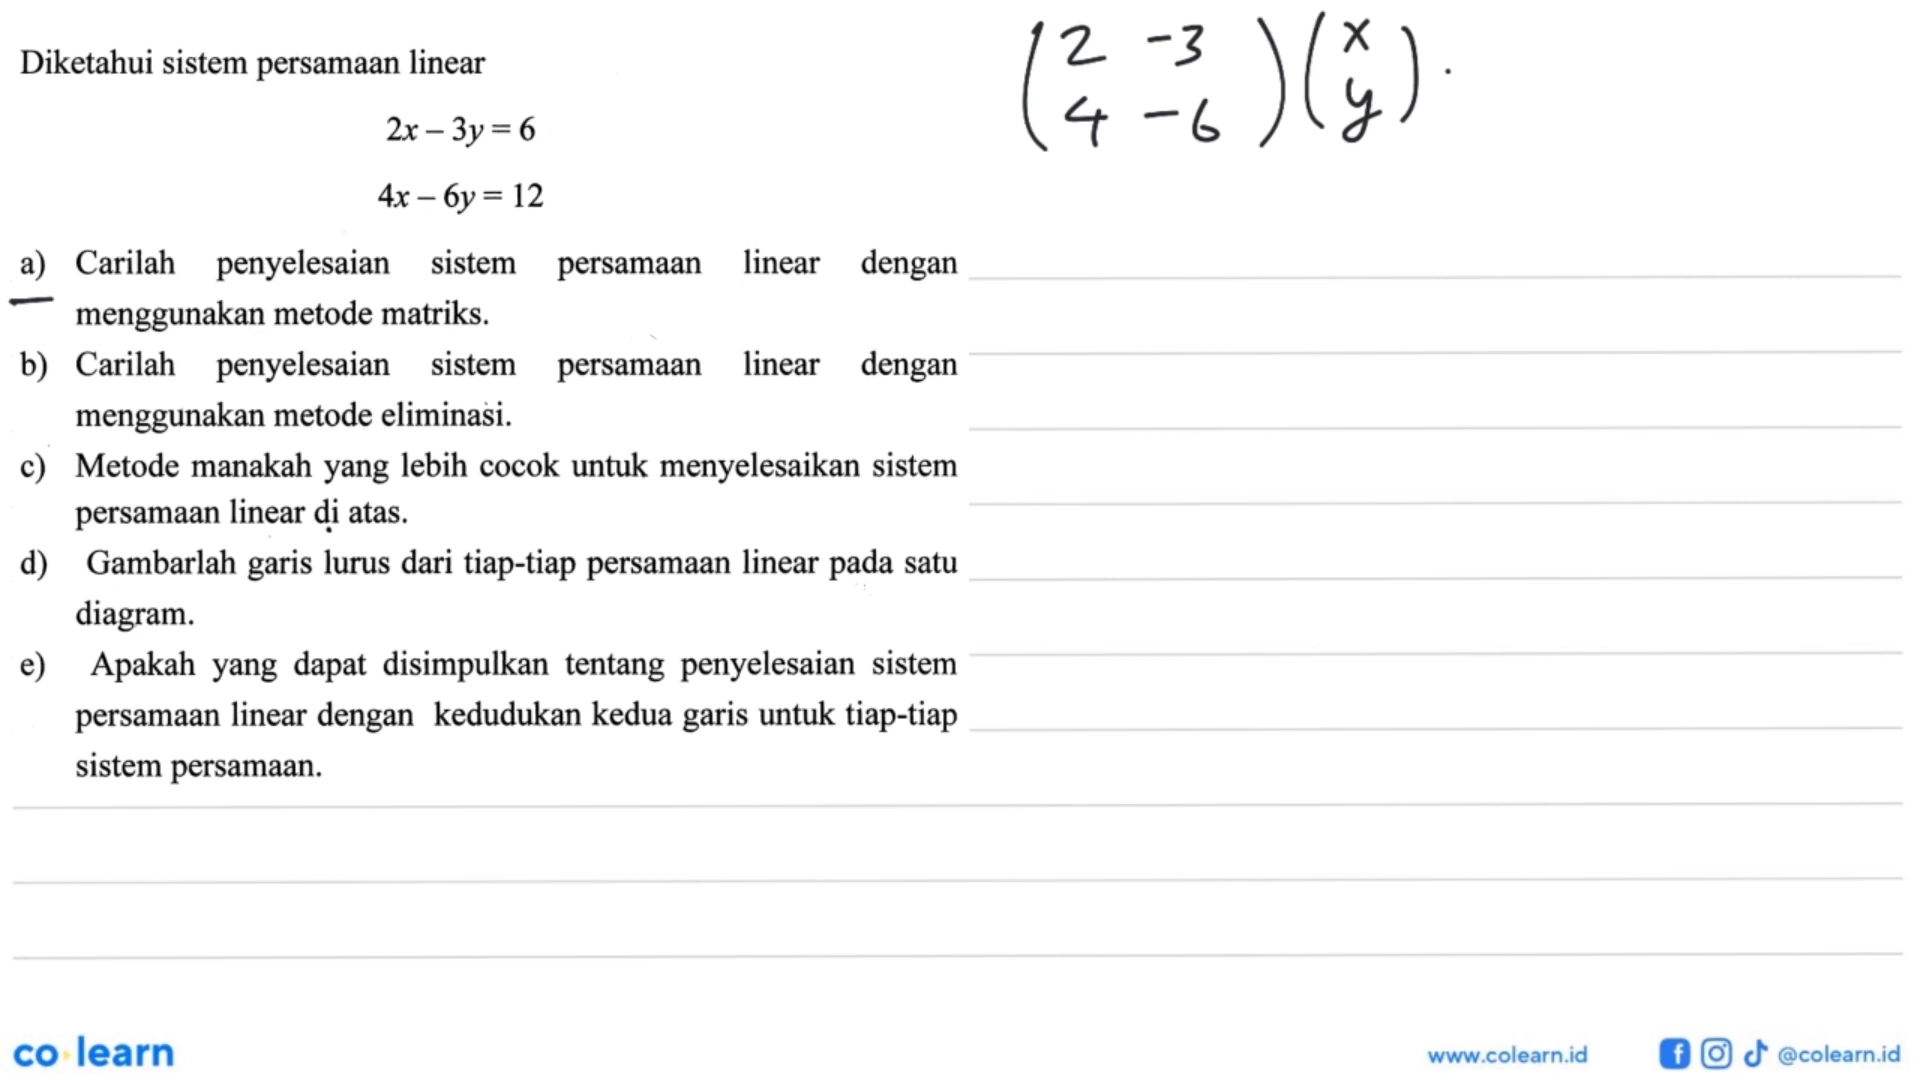 Diketahui sistem persamaan linear
2x – 3y = 6
4x – 6y = 12
a) Carilah penyelesaian sistem persamaan linear dengan
menggunakan metode matriks.
b) Carilah penyelesaian sistem persamaan linear dengan
menggunakan metode eliminasi.
c) Metode manakah yang lebih cocok untuk menyelesaikan sistem
persamaan linear di atas.
d) Gambarlah garis lurus dari tiap-tiap persamaan linear pada satu
diagram.
e) Apakah yang dapat disimpulkan tentang penyelesaian sistem
persamaan linear dengan kedudukan kedua garis untuk tiap-tiap
sistem persamaan.
( 2 -3 ) ( x ) .
( 4 -6 ) ( y )
co learn
www.colearn.id
@colearn.id